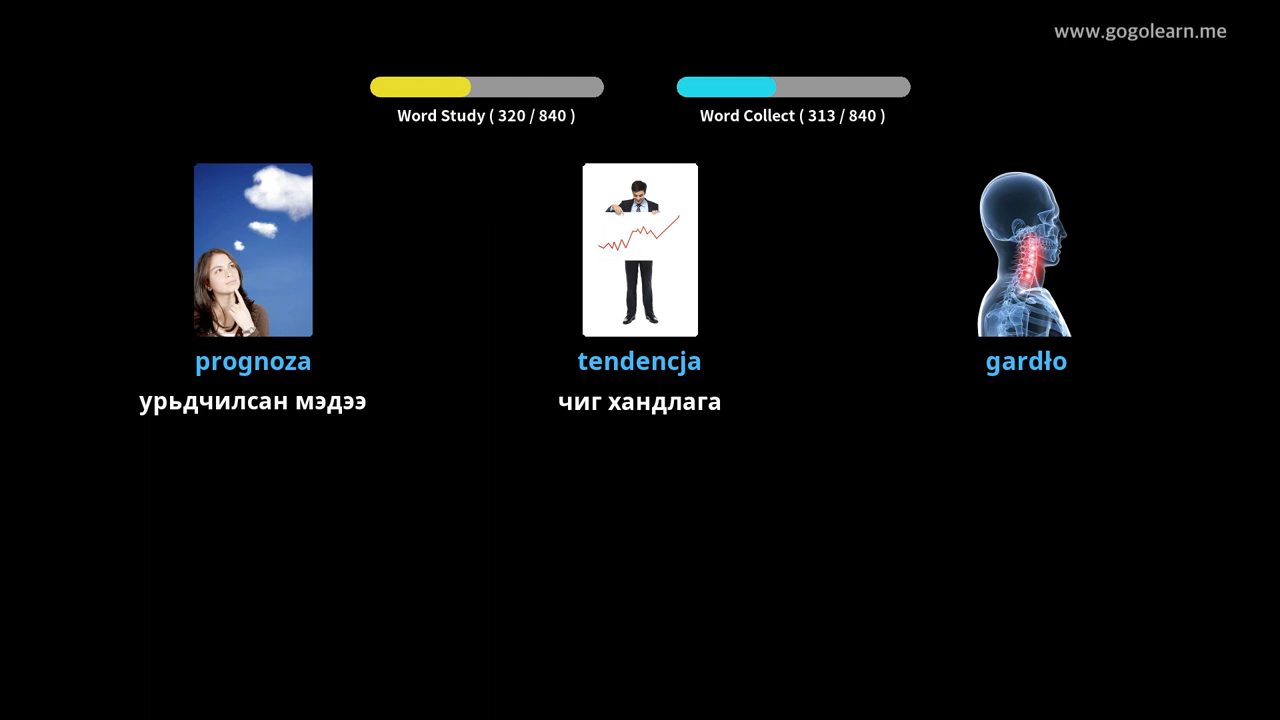 www.gogolearn.me
Word Study ( 320 / 840 )
Word Collect ( 313 / 840 )
prognoza
tendencja
gardło
урьдчилсан мэдээ
чиг хандлага